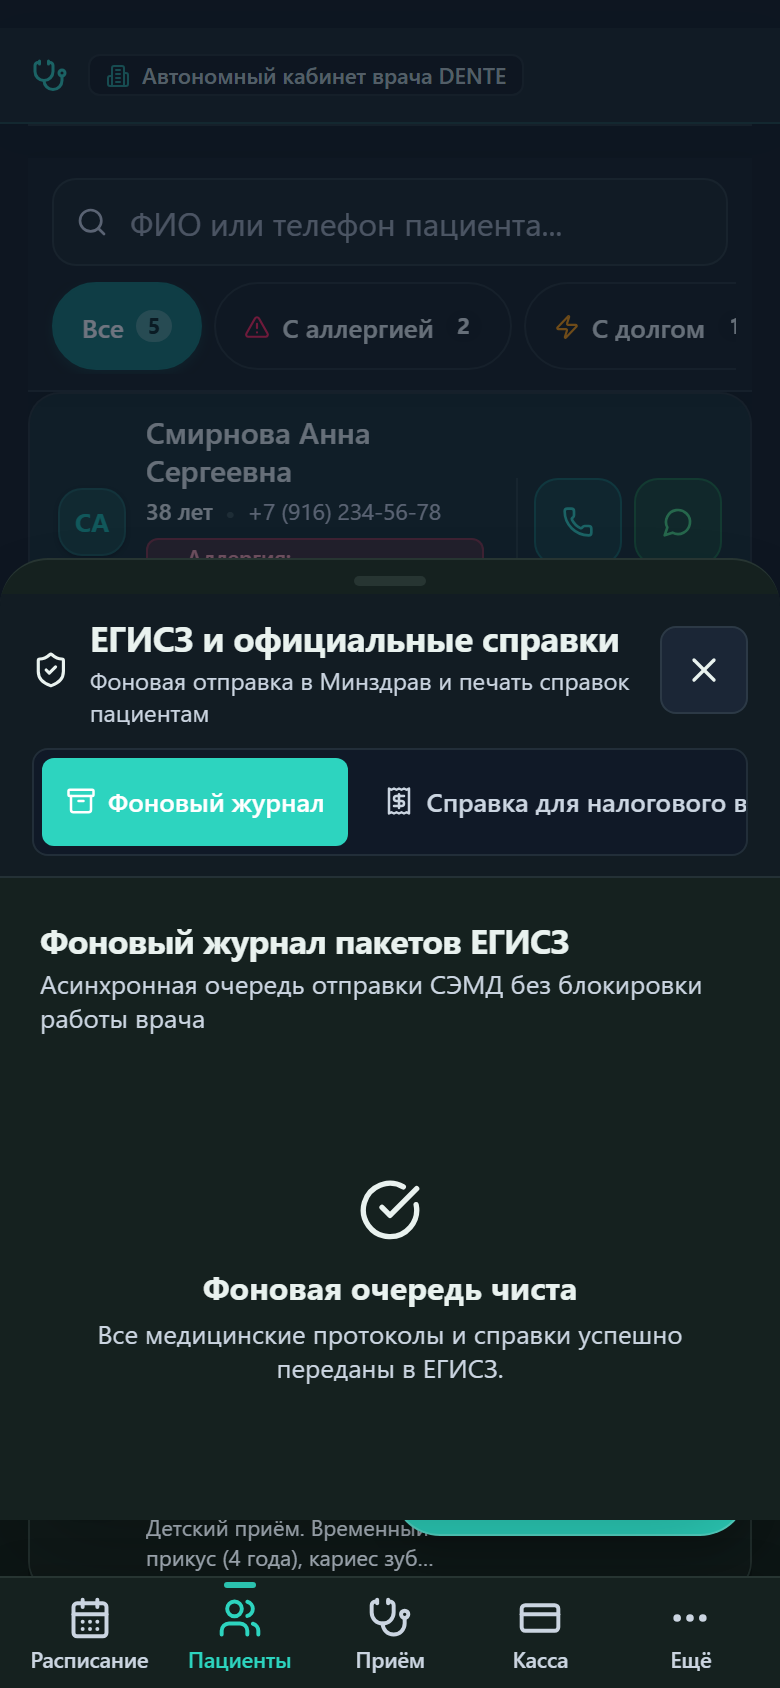 Автономный кабинет врача DENTE
ФИО или телефон пациента...
Все 5
С аллергией 2
С долгом 1
Смирнова Анна
Сергеевна
СА
38 лет • +7 (916) 234-56-78
Аллергия:
ЕГИСЗ и официальные справки
Фоновая отправка в Минздрав и печать справок
пациентам
Фоновый журнал
Справка для налогового в
Фоновый журнал пакетов ЕГИСЗ
Асинхронная очередь отправки СЭМД без блокировки
работы врача
Фоновая очередь чиста
Все медицинские протоколы и справки успешно
переданы в ЕГИСЗ.
Детский приём. Временный
прикус (4 года), кариес зуб...
Расписание
Пациенты
Приём
Касса
Ещё